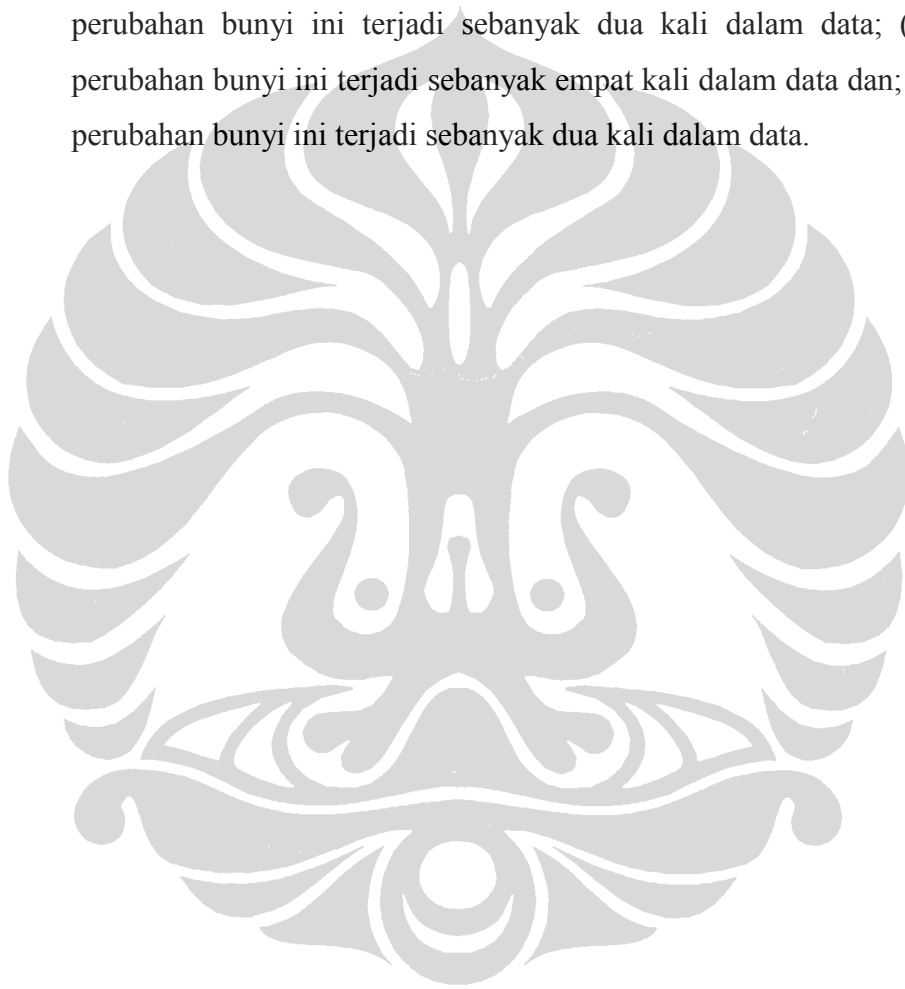 perubahan bunyi ini terjadi sebanyak dua kali dalam data; (
perubahan bunyi ini terjadi sebanyak empat kali dalam data dan;
perubahan bunyi ini terjadi sebanyak dua kali dalam data.